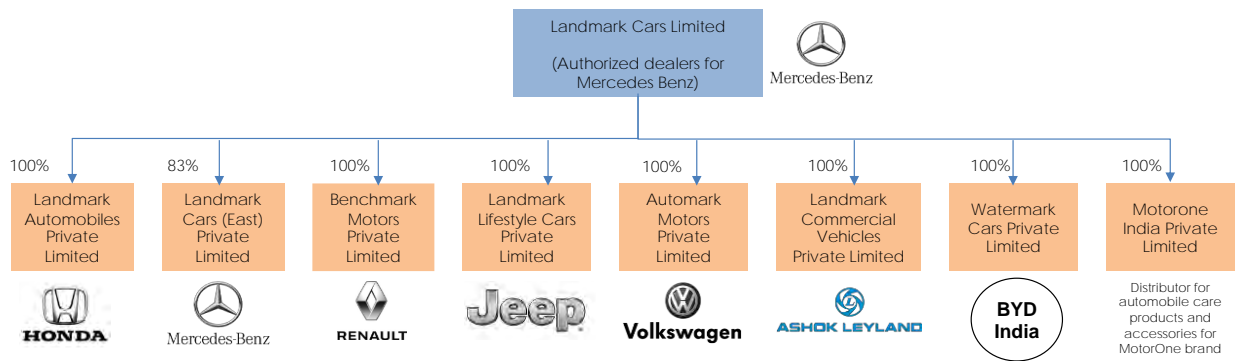 Landmark Cars Limited
(Authorized dealers for
Mercedes Benz)
Mercedes-Benz
100%
83%
100%
100%
100%
100%
100%
100%
Landmark
Automobiles
Private
Limited
Landmark
Cars (East)
Private
Limited
Benchmark
Motors
Private
Limited
Landmark
Lifestyle Cars
Private
Limited
Automark
Motors
Private
Limited
Landmark
Commercial
Vehicles
Private Limited
Watermark
Cars Private
Limited
Motorone
India Private
Limited
HONDA
Mercedes-Benz
RENAULT
Jeep
Volkswagen
ASHOK LEYLAND
BYD
India
Distributor for
automobile care
products and
accessories for
MotorOne brand